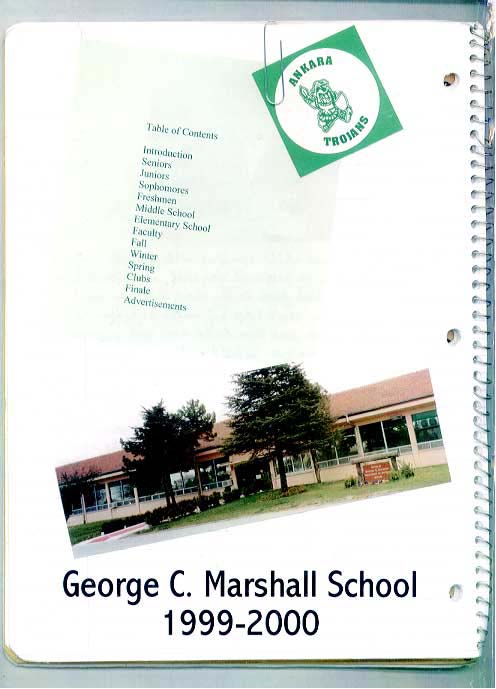 ANKARA
TROJANS
Table of Contents
Introduction
Seniors
Juniors
Sophomores
Freshmen
Middle School
Elementary School
Faculty
Fall
Winter
Spring
Clubs
Finale
Advertisements
George C. Marshall School
1999-2000